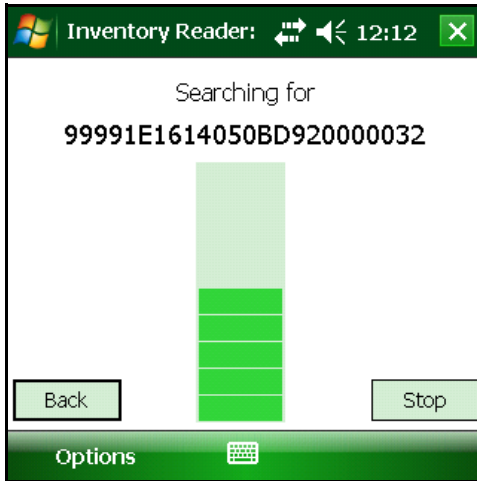 Inventory Reader: 12:12
Searching for
99991E1614050BD920000032
Back Stop
Options